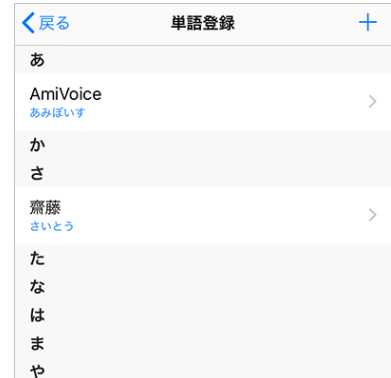 戻る 単語登録 +
あ
AmiVoice
あみぼいす
か
さ
齋藤
さいとう
た
な
は
ま
や